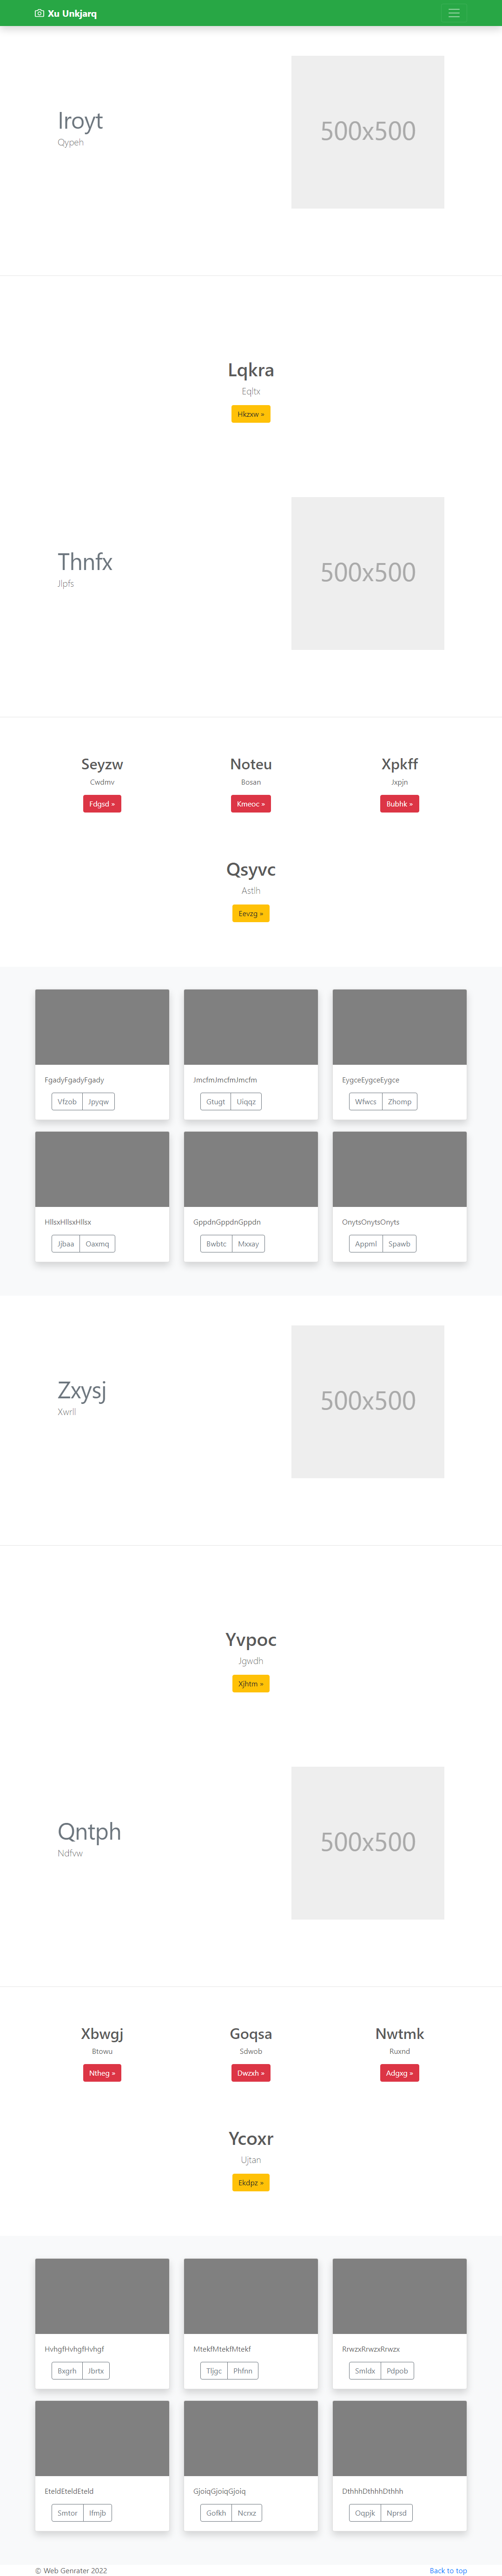 Xu Unkjarq
Iroyt
Qypeh
500x500
Lqkra
Eqltx
Hkzxw »
Thnfx
Jlpfs
500x500
Seyzw
Cwdmv
Fdgsd »
Noteu
Bosan
Kmeoc »
Xpkff
Jxpjn
Bubhk »
Qsyvc
Astlh
Eevzg »
FgadyFgadyFgady
Vfzob Jpyqw
JmcfmJmcfmJmcfm
Gtugt Uiqqz
EygceEygceEygce
Wfwcs Zhomp
HllsxHllsxHllsx
Jjbaa Oaxmq
GppdnGppdnGppdn
Bwbtc Mxxay
OnytsOnytsOnyts
Appml Spawb
Zxysj
Xwrll
500x500
Yvpoc
Jgwdh
Xjhtm »
Qntph
Ndfvw
500x500
Xbwgj
Btowu
Ntheg »
Goqsa
Sdwob
Dwzxh »
Nwtmk
Ruxnd
Adgxg »
Ycoxr
Ujtan
Ekdpz »
HvhgfHvhgfHvhgf
Bxgrh Jbrtx
MtekfMtekfMtekf
Tljgc Phfnn
RrwzxRrwzxRrwzx
Smldx Pdpob
EteldEteldEteld
Smtor Ifmjb
GjoiqGjoiqGjoiq
Gofkh Ncrxz
DthhhDthhhDthhh
Oqpjk Nprsd
© Web Genrater 2022
Back to top